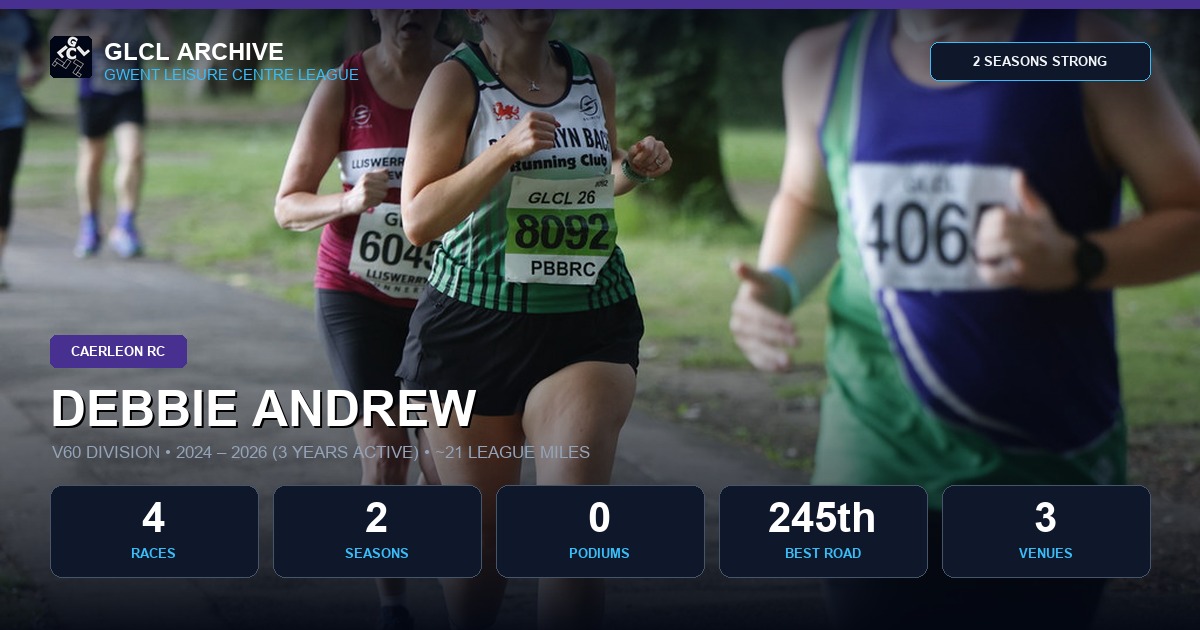 GLCL ARCHIVE
GWENT LEISURE CENTRE LEAGUE
2 SEASONS STRONG
Running Club
GLCL 26
8092
PBBRC
6045
CAERLEON RC
DEBBIE ANDREW
V60 DIVISION • 2024 – 2026 (3 YEARS ACTIVE) • ~21 LEAGUE MILES
4
RACES
2
SEASONS
0
PODIUMS
245th
BEST ROAD
3
VENUES